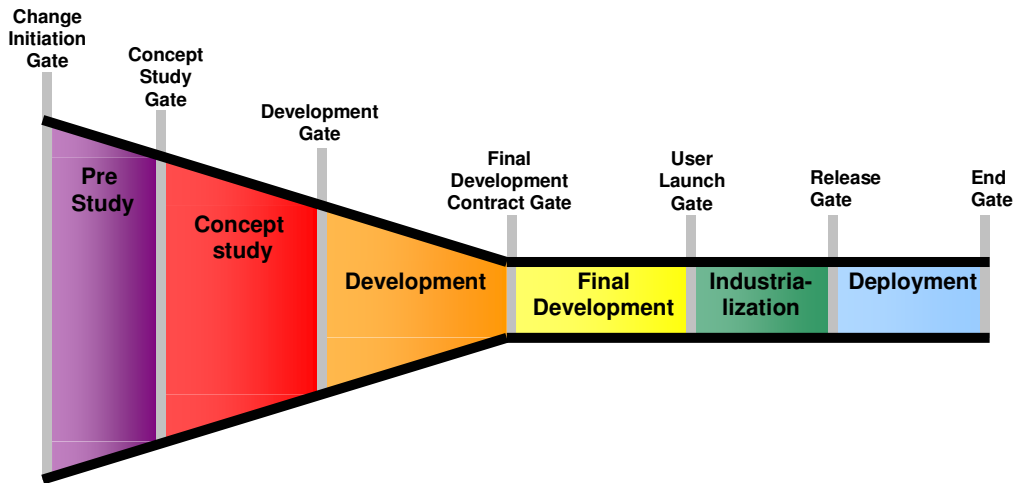 Change
Initiation
Gate
Concept
Study
Gate
Development
Gate
Final
Development
Contract Gate
User
Launch
Gate
Release
Gate
End
Gate
Pre
Study
Concept
study
Development
Final
Development
Industria-
lization
Deployment